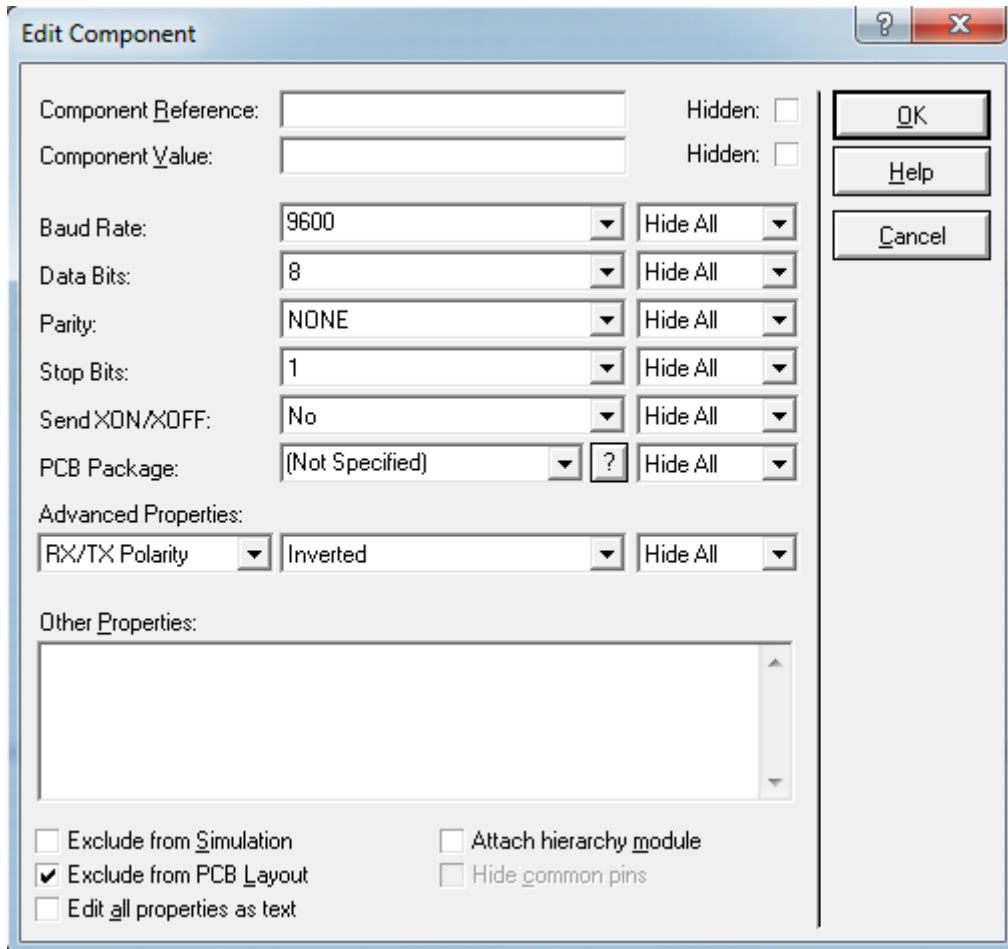 Edit Component
?
Component Reference: Hidden: OK
Component Value: Hidden: Help
Baud Rate: 9600 Hide All Cancel
Data Bits: 8 Hide All
Parity: NONE Hide All
Stop Bits: 1 Hide All
Send XON/XOFF: No Hide All
PCB Package: (Not Specified) ? Hide All
Advanced Properties:
RX/TX Polarity Inverted Hide All
Other Properties:
Exclude from Simulation Attach hierarchy module
Exclude from PCB Layout Hide common pins
Edit all properties as text